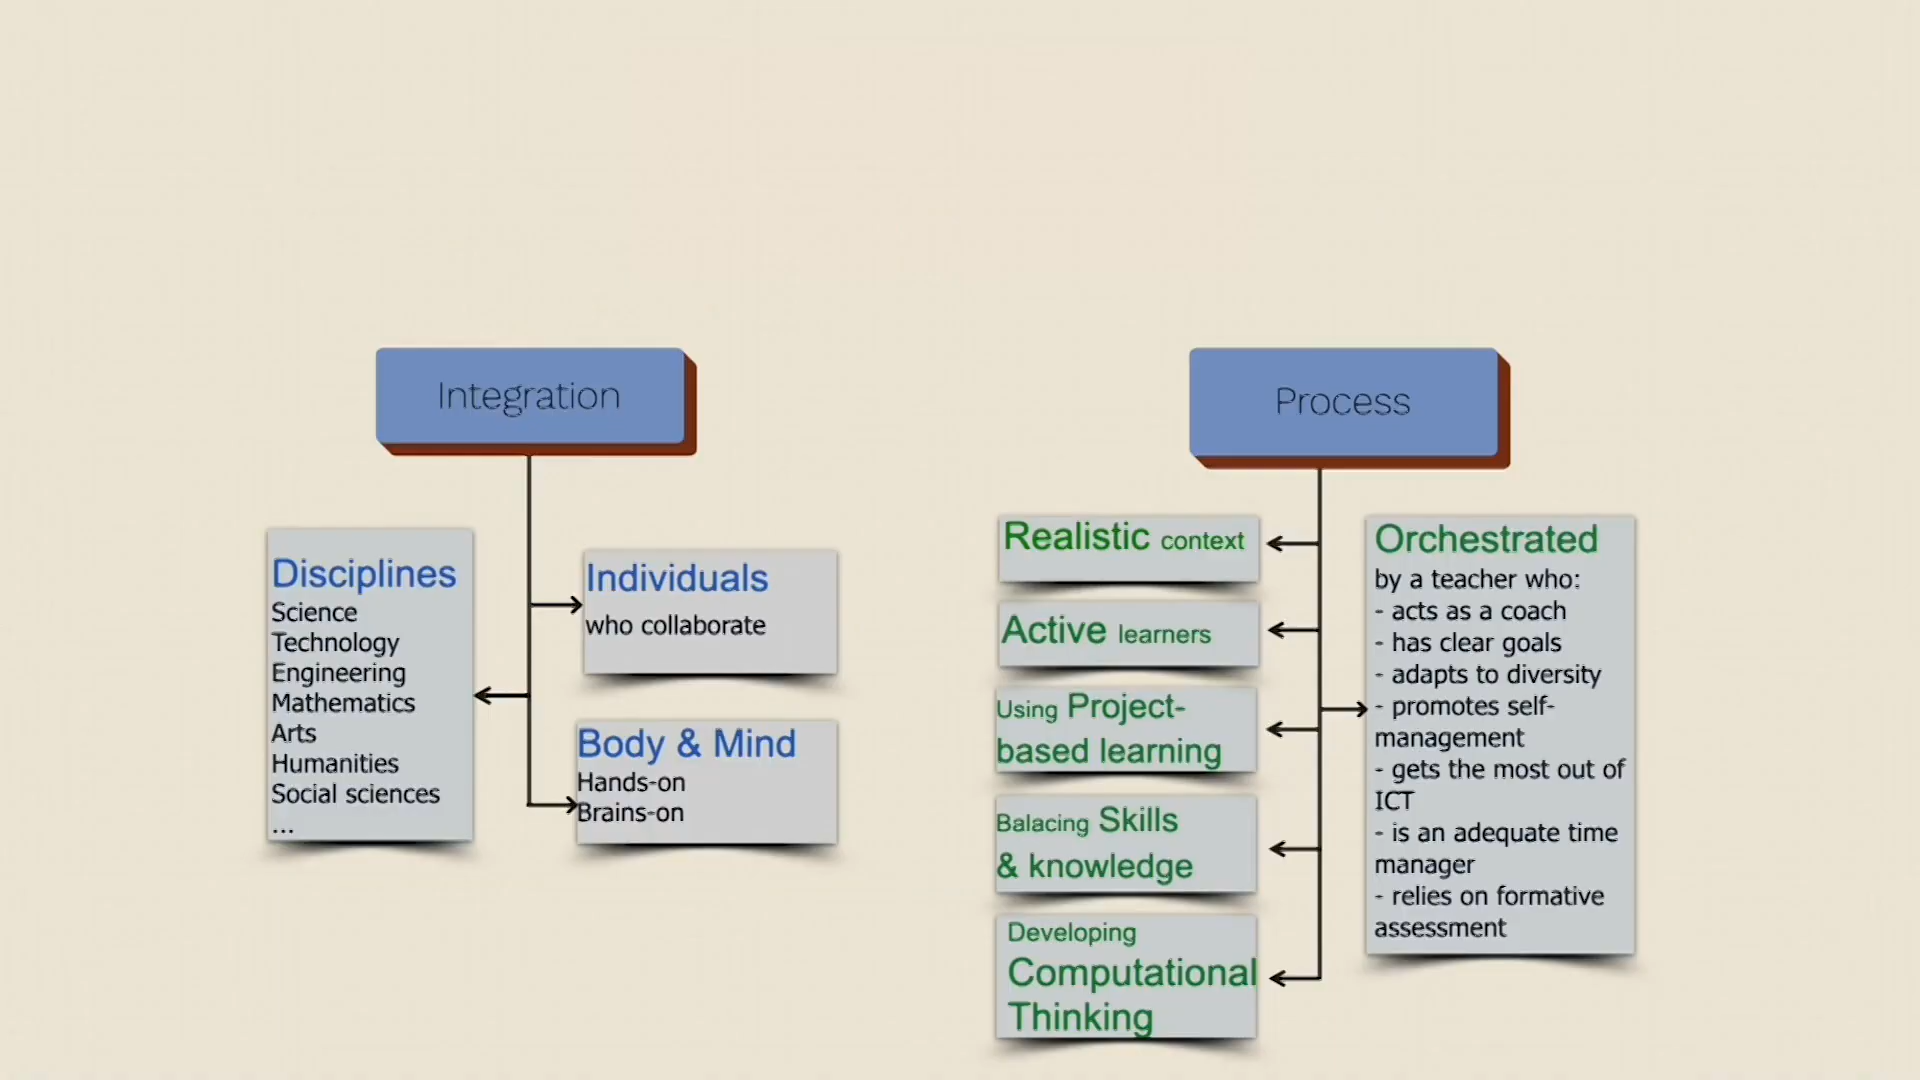 Integration
Disciplines
Science
Technology
Engineering
Mathematics
Arts
Humanities
Social sciences
...
Individuals
who collaborate
Body & Mind
Hands-on
Brains-on
Process
Realistic context
Active learners
Using Project-
based learning
Balacing Skills
& knowledge
Developing
Computational
Thinking
Orchestrated
by a teacher who:
- acts as a coach
- has clear goals
- adapts to diversity
- promotes self-
management
- gets the most out of
ICT
- is an adequate time
manager
- relies on formative
assessment